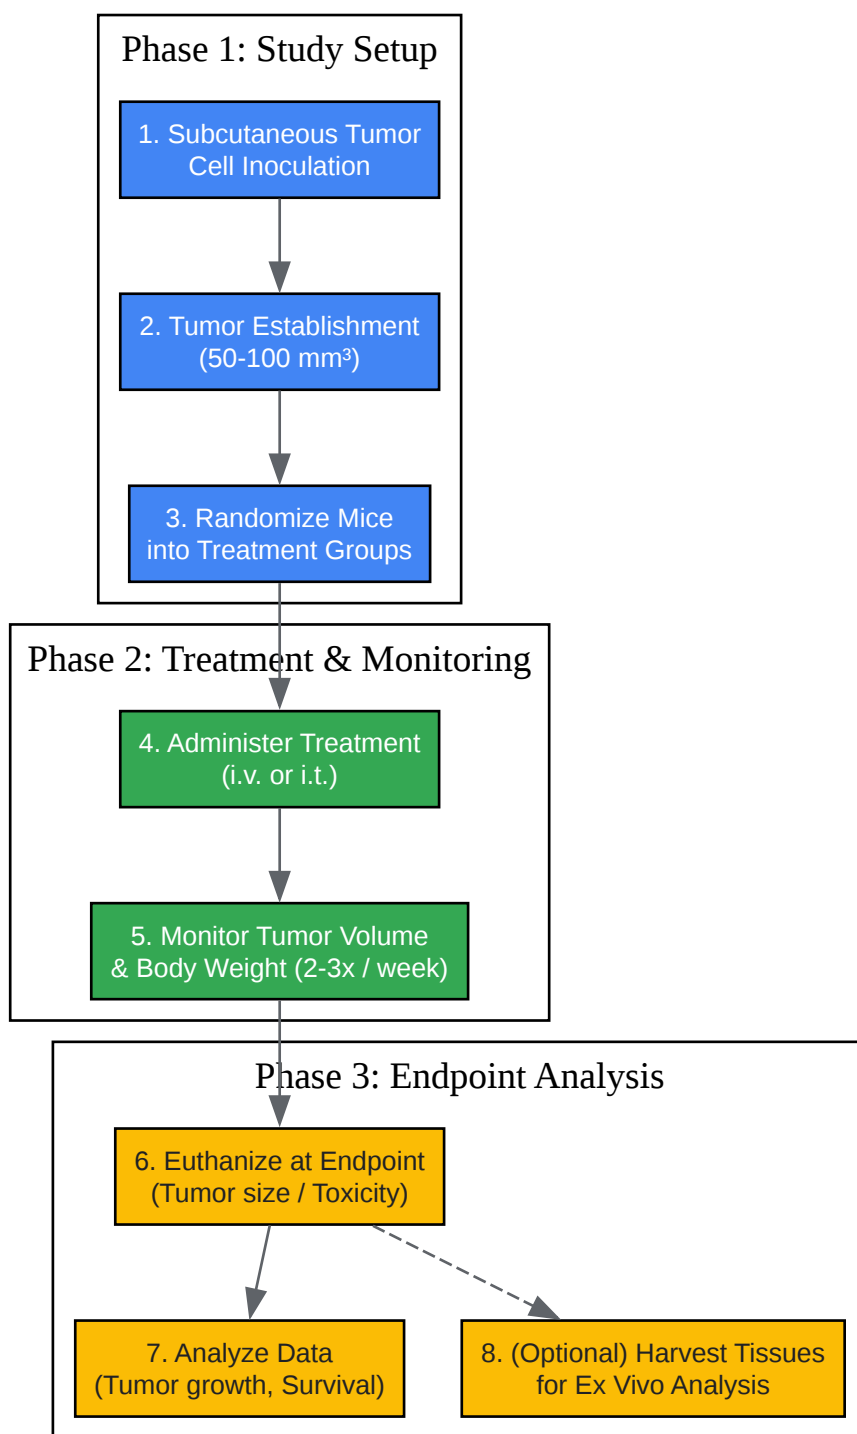 Phase 1: Study Setup
1. Subcutaneous Tumor
Cell Inoculation
2. Tumor Establishment
(50-100 mm³)
3. Randomize Mice
into Treatment Groups
Phase 2: Treatment & Monitoring
4. Administer Treatment
(i.v. or i.t.)
5. Monitor Tumor Volume
& Body Weight (2-3x / week)
Phase 3: Endpoint Analysis
6. Euthanize at Endpoint
(Tumor size / Toxicity)
7. Analyze Data
(Tumor growth, Survival)
8. (Optional) Harvest Tissues
for Ex Vivo Analysis